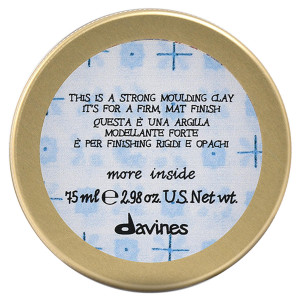 THIS IS A STRONG MOULDING CLAY
IT'S FOR A FIRM, MAT FINISH
QUESTA È UNA ARGILLA
MODELLANTE FORTE
È PER FINISHING RIGIDI E OPACHI
more inside
75 ml ℮ 2.98 oz. U.S. Net wt.
davines